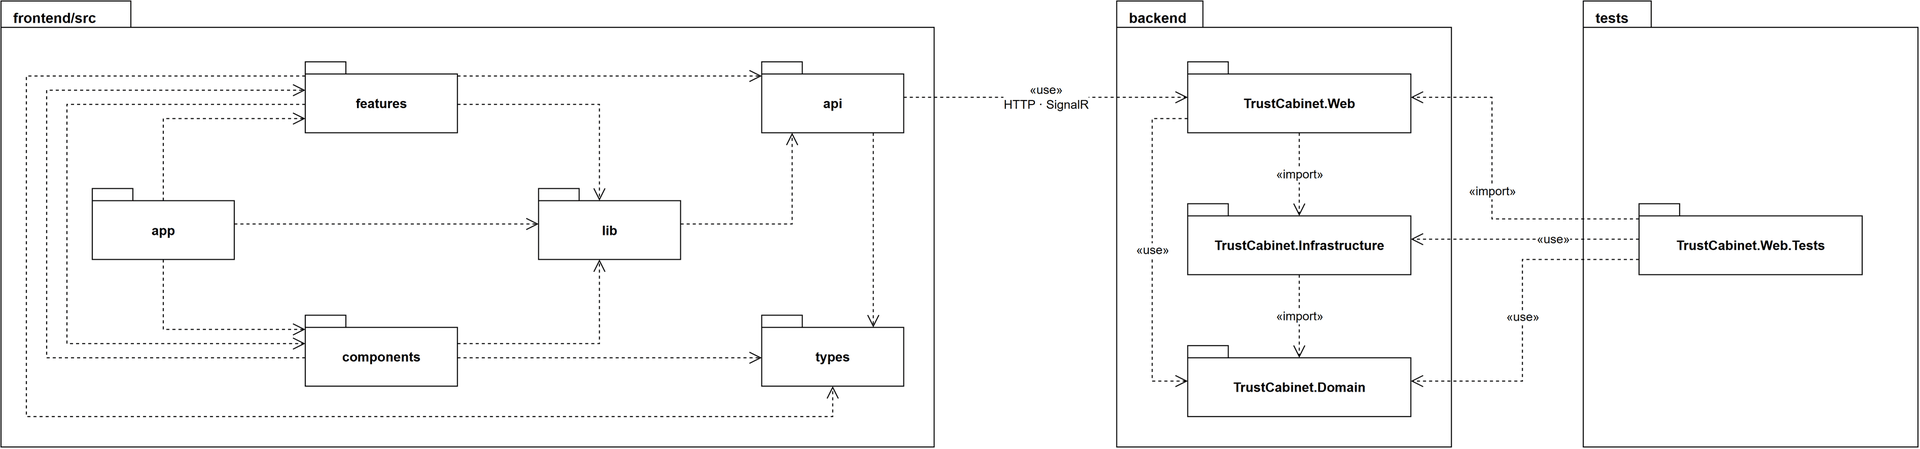 frontend/src
backend
tests
features
api
«use»
HTTP · SignalR
TrustCabinet.Web
«import»
«import»
app
lib
TrustCabinet.Infrastructure
«use»
«use»
TrustCabinet.Web.Tests
«import»
«use»
components
types
TrustCabinet.Domain